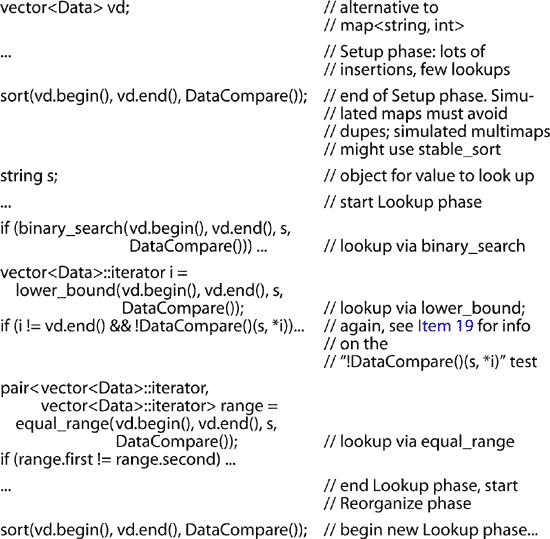 vector<Data> vd; // alternative to
// map<string, int>
... // Setup phase: lots of
// insertions, few lookups
sort(vd.begin(), vd.end(), DataCompare()); // end of Setup phase. Simu-
// lated maps must avoid
// dupes; simulated multimaps
// might use stable_sort
string s; // object for value to look up
... // start Lookup phase
if (binary_search(vd.begin(), vd.end(), s,
DataCompare())) ... // lookup via binary_search
vector<Data>::iterator i =
lower_bound(vd.begin(), vd.end(), s,
DataCompare()); // lookup via lower_bound;
if (i != vd.end() && !DataCompare()(s, *i))... // again, see Item 19 for info
// on the
// “!DataCompare()(s, *i)” test
pair<vector<Data>::iterator,
vector<Data>::iterator> range =
equal_range(vd.begin(), vd.end(), s,
DataCompare()); // lookup via equal_range
if (range.first != range.second) ...
... // end Lookup phase, start
// Reorganize phase
sort(vd.begin(), vd.end(), DataCompare()); // begin new Lookup phase...